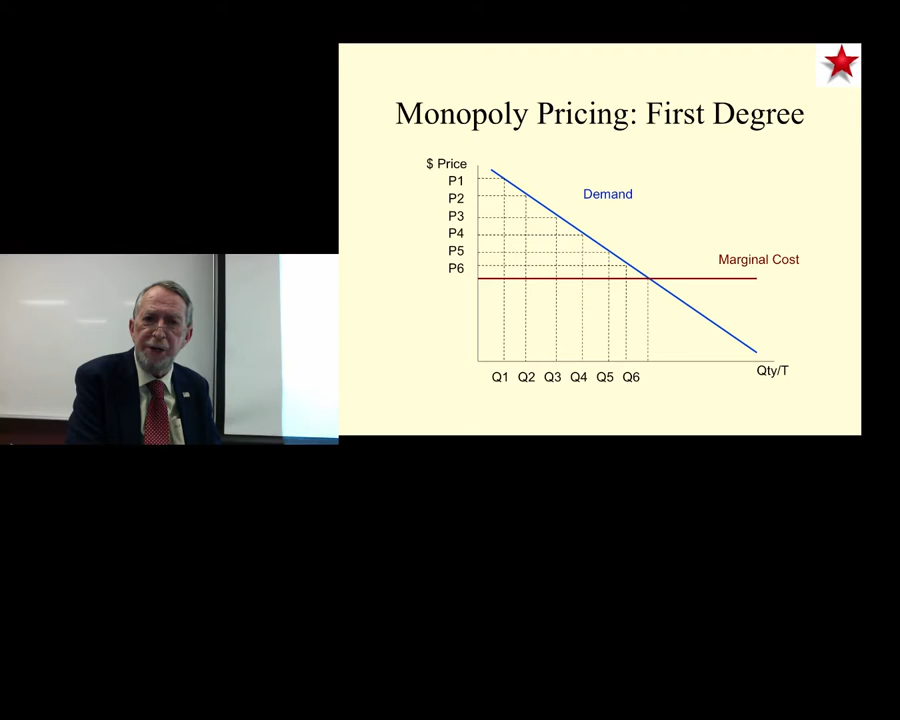 Monopoly Pricing: First Degree
$ Price
P1
P2
Demand
P3
P4
P5
Marginal Cost
P6
Qty/T
Q1 Q2 Q3 Q4 Q5 Q6